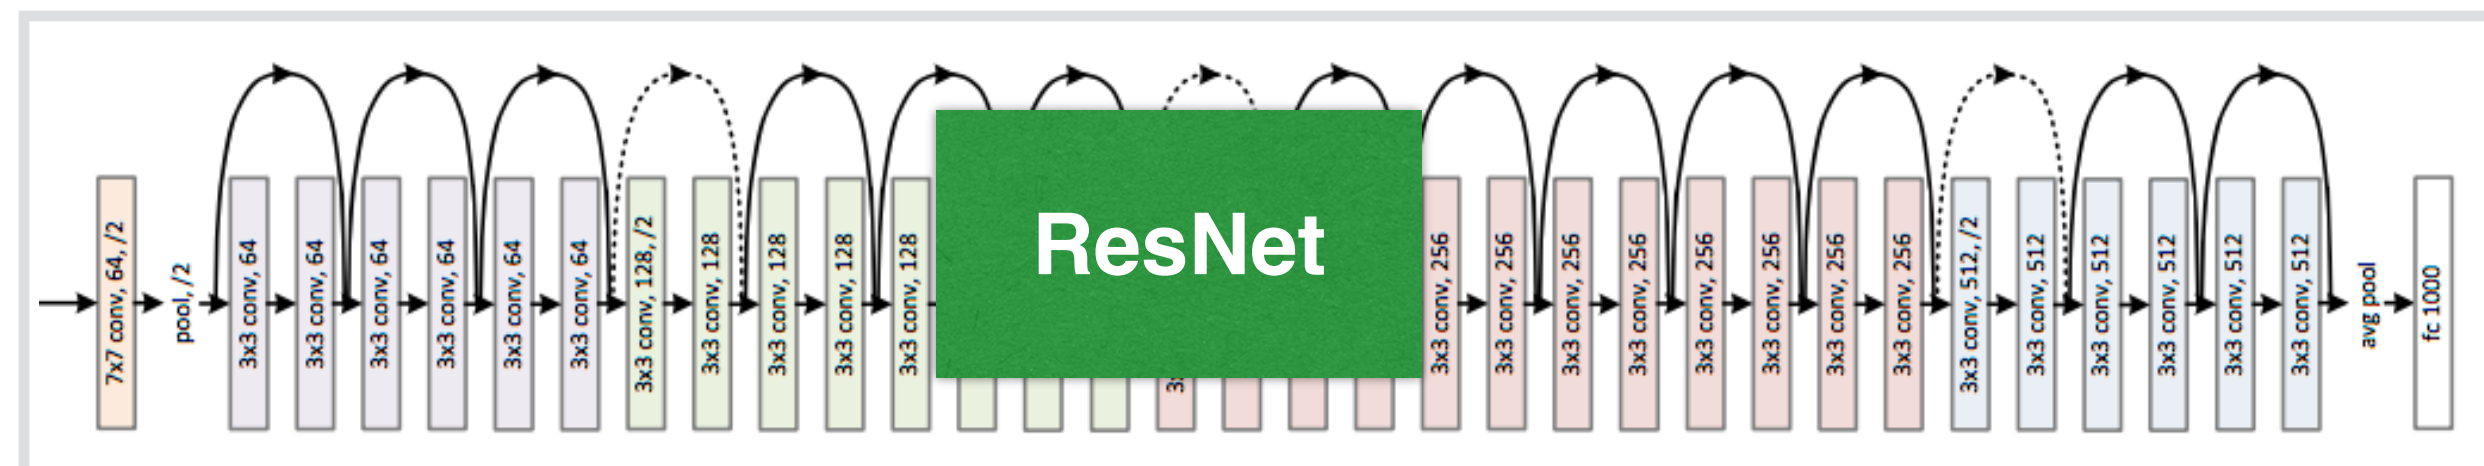 7x7 conv, 64, /2
pool, /2
3x3 conv, 64
3x3 conv, 64
3x3 conv, 64
3x3 conv, 64
3x3 conv, 64
3x3 conv, 64
3x3 conv, 128, /2
3x3 conv, 128
3x3 conv, 128
3x3 conv, 128
3x3 conv, 128
ResNet
3x3 conv, 256
3x3 conv, 256
3x3 conv, 256
3x3 conv, 256
3x3 conv, 256
3x3 conv, 256
3x3 conv, 256
3x3 conv, 256
3x3 conv, 512, /2
3x3 conv, 512
3x3 conv, 512
3x3 conv, 512
3x3 conv, 512
3x3 conv, 512
avg pool
fc 1000